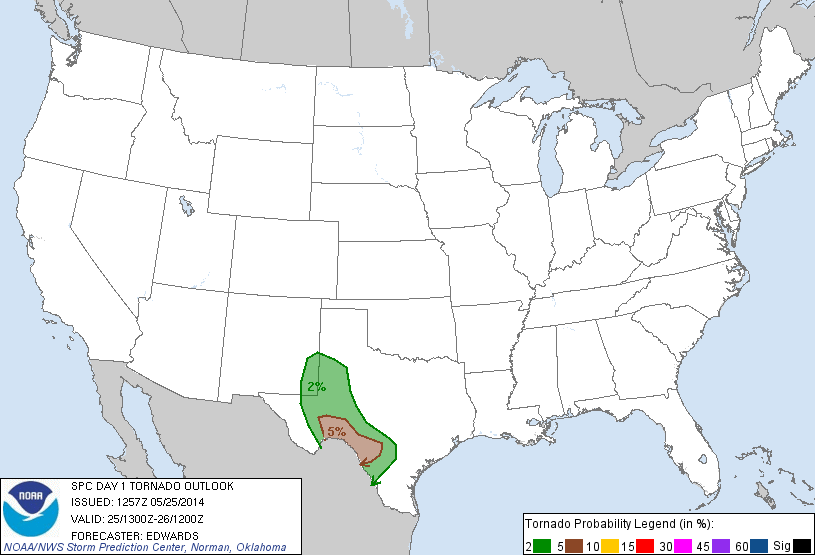 2%
5%
NOAA
SPC DAY 1 TORNADO OUTLOOK
ISSUED: 1257Z 05/25/2014
VALID: 25/1300Z-26/1200Z
FORECASTER: EDWARDS
NOAA/NWS Storm Prediction Center, Norman, Oklahoma
Tornado Probability Legend (in %):
2 5 10 15 30 45 60 Sig